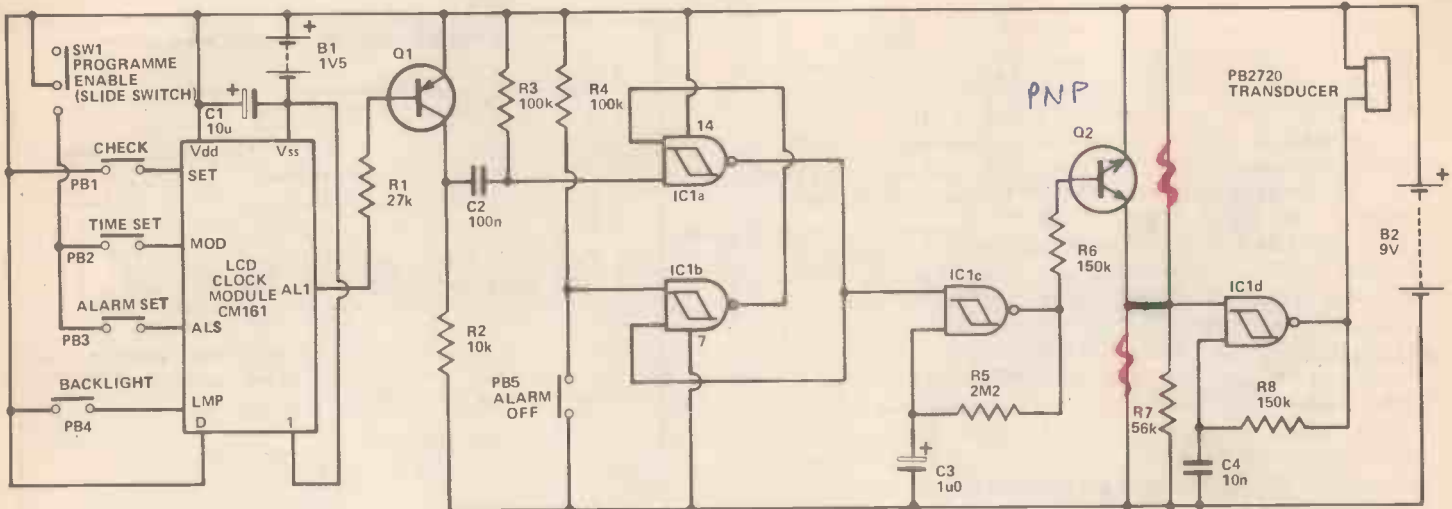 SW1
PROGRAMME
ENABLE
(SLIDE SWITCH)
+
B1
1V5
+
C1
10u
Vdd
Vss
CHECK
PB1
SET
TIME SET
PB2
MOD
LCD
CLOCK
MODULE
CM161
AL1
ALARM SET
PB3
ALS
BACKLIGHT
PB4
LMP
D
1
Q1
R1
27k
R2
10k
C2
100n
R3
100k
R4
100k
14
IC1a
IC1b
7
PB5
ALARM
OFF
IC1c
R5
2M2
+
C3
1u0
PNP
Q2
R6
150k
R7
56k
IC1d
R8
150k
C4
10n
PB2720
TRANSDUCER
+
B2
9V